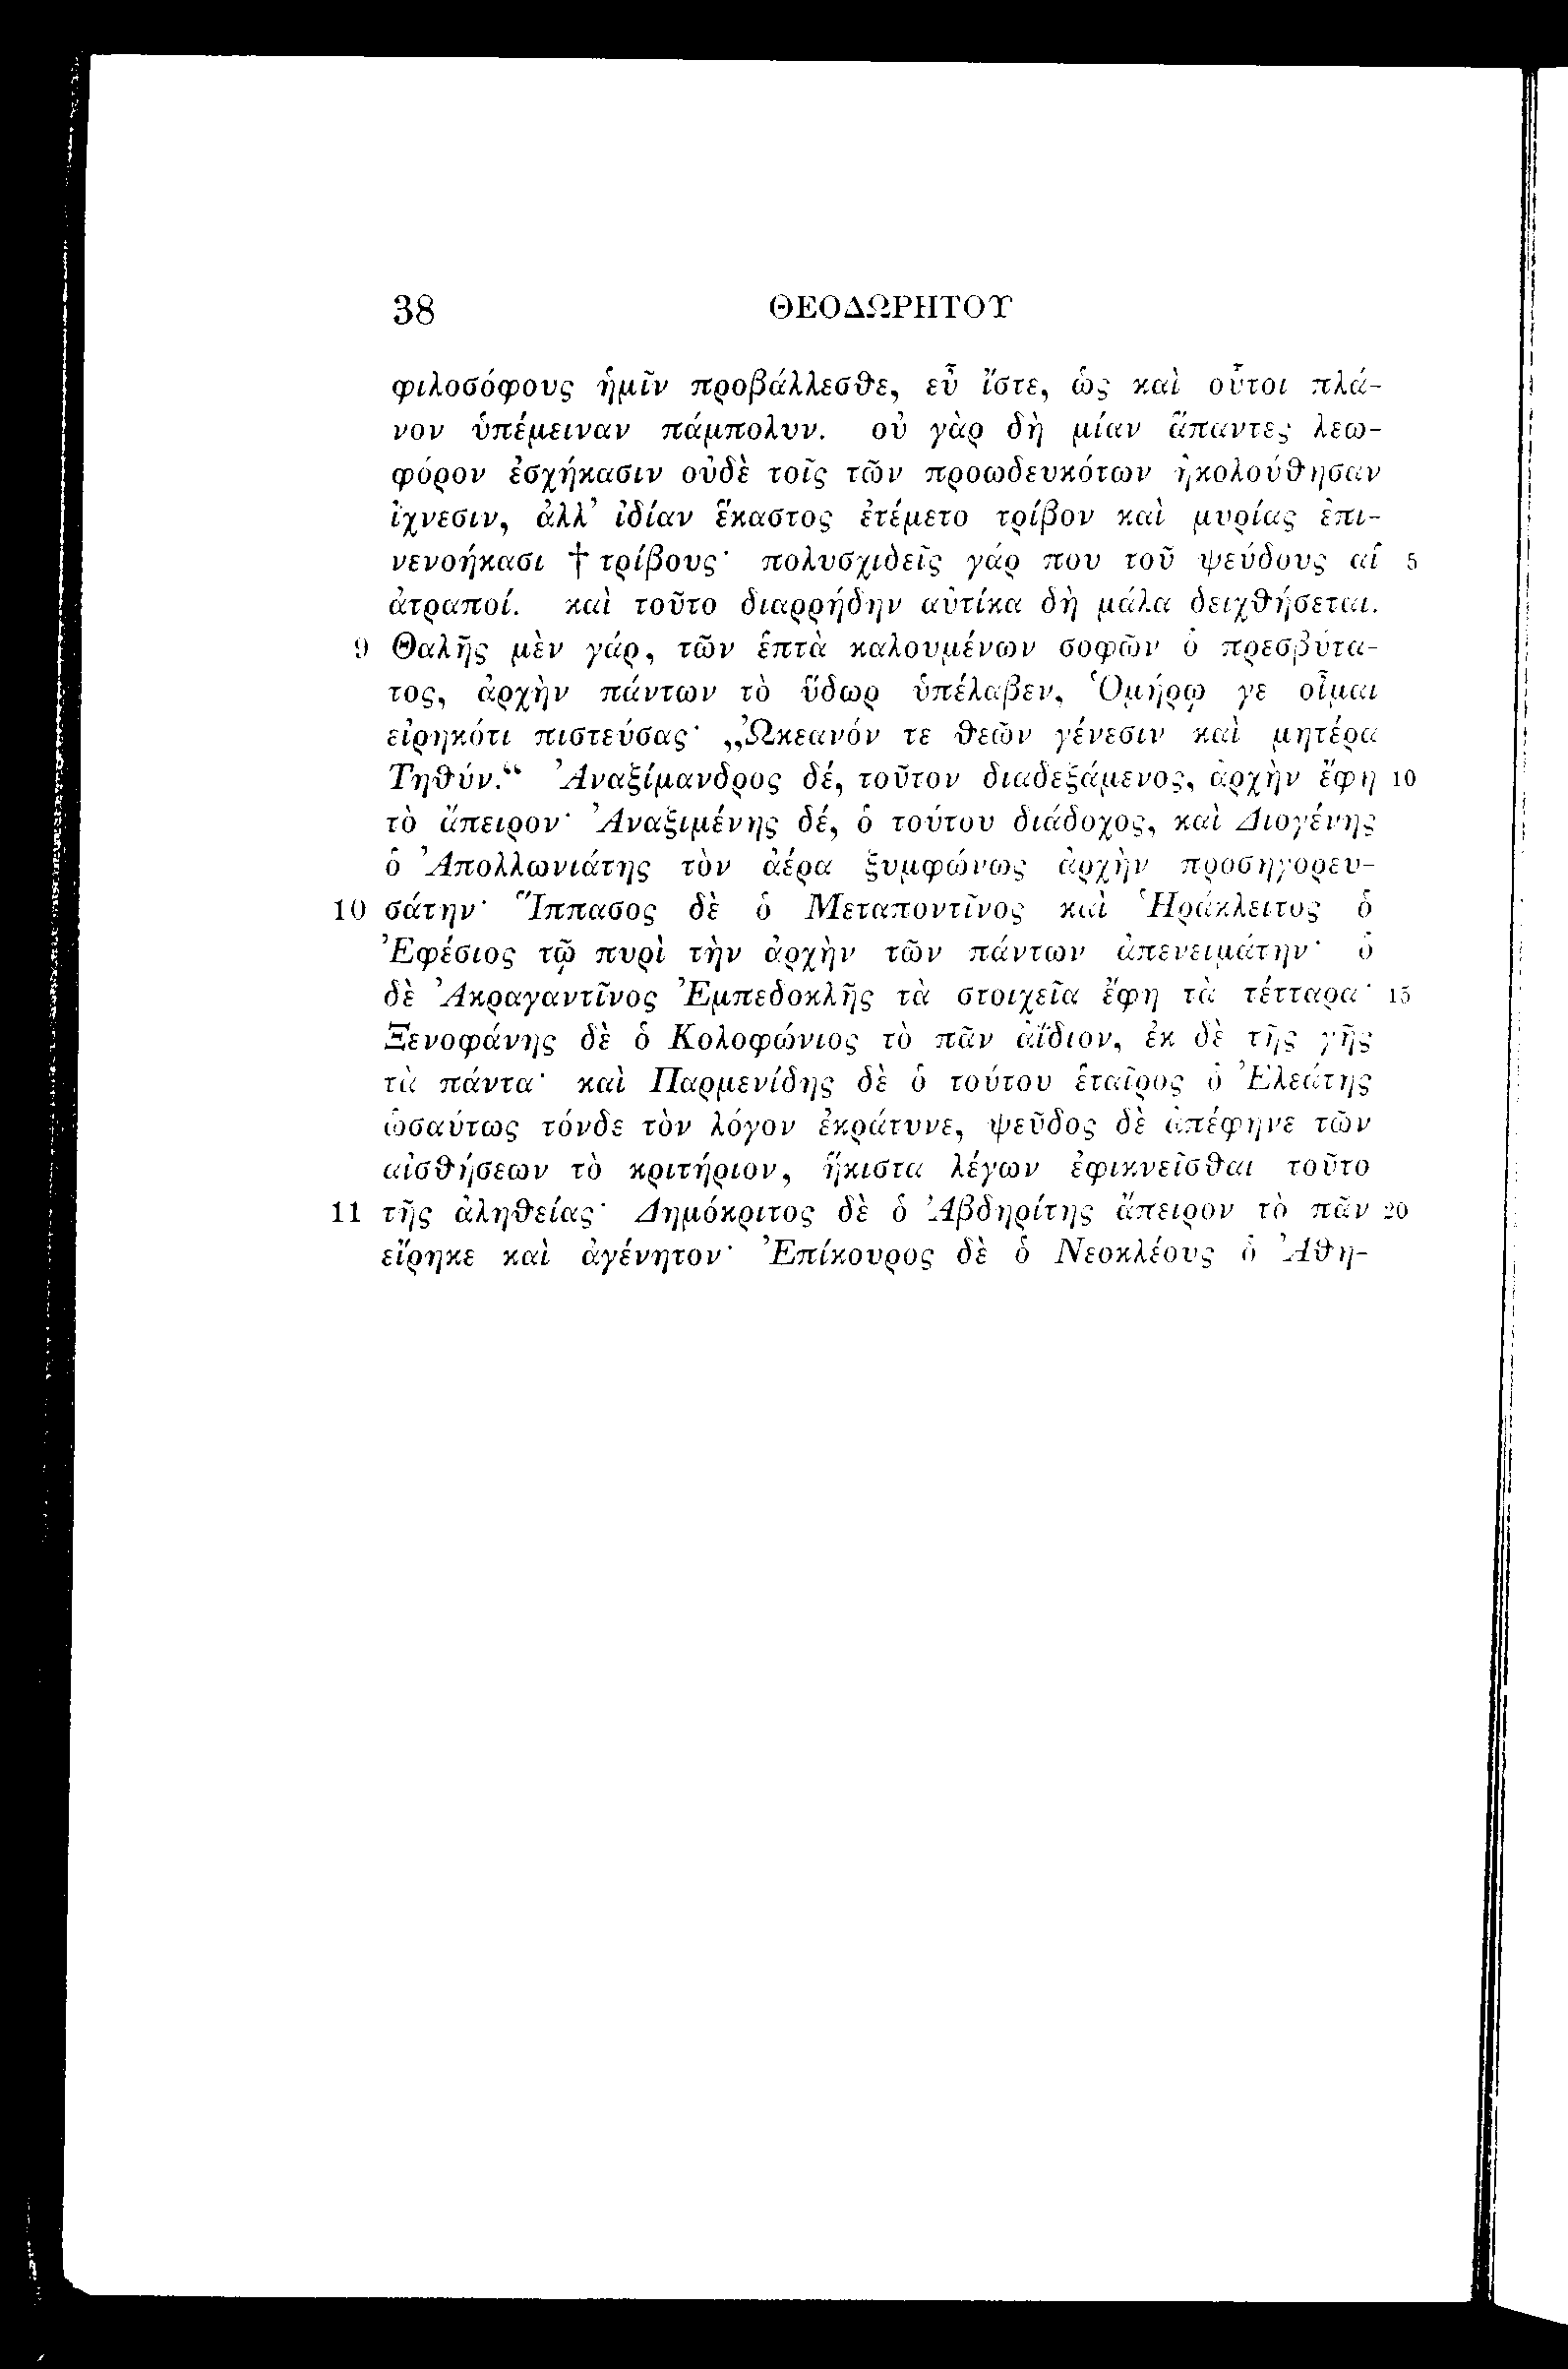 38 ΘΕΟΔΩΡΗΤΟΥ
φιλοσόφους ἡμῖν προβάλλεσθε, εὖ ἴστε, ὡς καὶ οὗτοι πλά-
νον ὑπέμειναν πάμπολυν. οὐ γὰρ δὴ μίαν ἅπαντες λεω-
φόρον ἐσχήκασιν οὐδὲ τοῖς τῶν προωδευκότων ἠκολούθησαν
ἴχνεσιν, ἀλλ’ ἰδίαν ἕκαστος ἐτέμετο τρίβον καὶ μυρίας ἐπι-
νενοήκασι † τρίβους· πολυσχιδεῖς γάρ που τοῦ ψεύδους αἱ 5
ἀτραποί. καὶ τοῦτο διαρρήδην αὐτίκα δὴ μάλα δειχθήσεται.
9 Θαλῆς μὲν γάρ, τῶν ἑπτὰ καλουμένων σοφῶν ὁ πρεσβύτα-
τος, ἀρχὴν πάντων τὸ ὕδωρ ὑπέλαβεν, Ὁμήρῳ γε οἶμαι
εἰρηκότι πιστεύσας· „Ὠκεανόν τε θεῶν γένεσιν καὶ μητέρα
Τηθύν.“ Ἀναξίμανδρος δέ, τοῦτον διαδεξάμενος, ἀρχὴν ἔφη 10
τὸ ἄπειρον· Ἀναξιμένης δέ, ὁ τούτου διάδοχος, καὶ Διογένης
ὁ Ἀπολλωνιάτης τὸν ἀέρα ξυμφώνως ἀρχὴν προσηγορευ-
10 σάτην· Ἵππασος δὲ ὁ Μεταποντῖνος καὶ Ἡράκλειτος ὁ
Ἐφέσιος τῷ πυρὶ τὴν ἀρχὴν τῶν πάντων ἀπενειμάτην· ὁ
δὲ Ἀκραγαντῖνος Ἐμπεδοκλῆς τὰ στοιχεῖα ἔφη τὰ τέτταρα· 15
Ξενοφάνης δὲ ὁ Κολοφώνιος τὸ πᾶν ἀΐδιον, ἐκ δὲ τῆς γῆς
τὰ πάντα· καὶ Παρμενίδης δὲ ὁ τούτου ἑταῖρος ὁ Ἐλεάτης
ὡσαύτως τόνδε τὸν λόγον ἐκράτυνε, ψεῦδος δὲ ἀπέφηνε τῶν
αἰσθήσεων τὸ κριτήριον, ἥκιστα λέγων ἐφικνεῖσθαι τοῦτο
11 τῆς ἀληθείας· Δημόκριτος δὲ ὁ Ἀβδηρίτης ἄπειρον τὸ πᾶν 20
εἴρηκε καὶ ἀγένητον· Ἐπίκουρος δὲ ὁ Νεοκλέους ὁ Ἀθη-